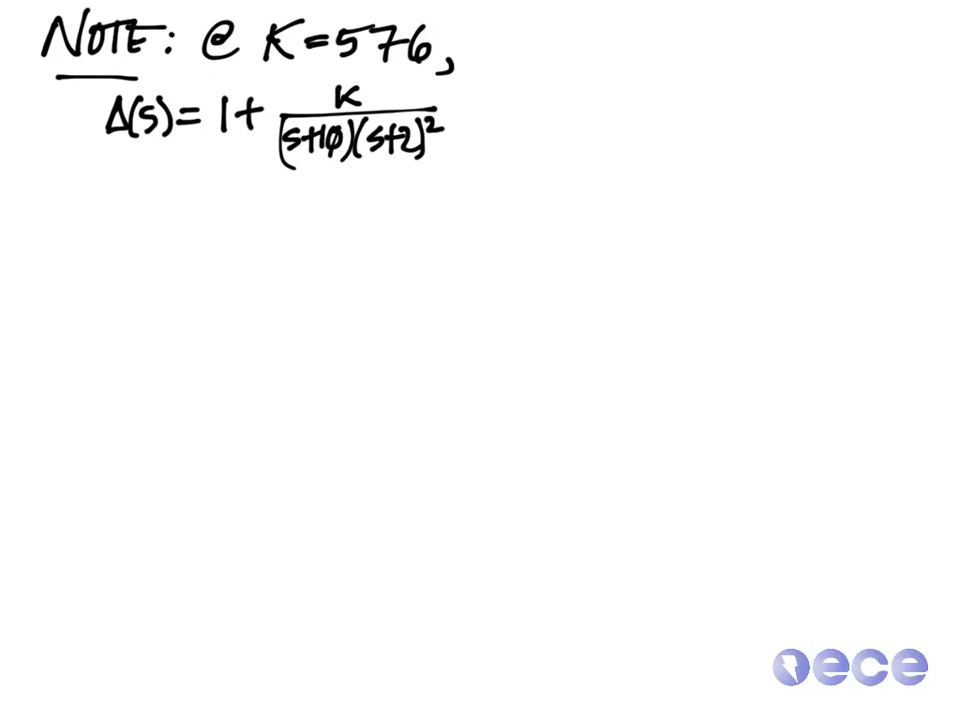 NOTE: @ K=576,
Δ(s)= 1+ K/((s+10)(s+2)²)
ece